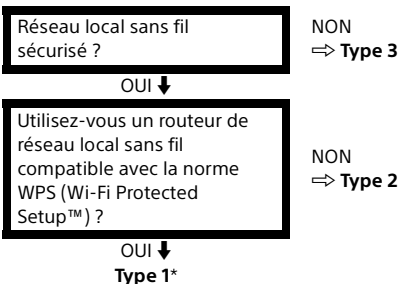 Réseau local sans fil
sécurisé ?
NON
⇨ Type 3
OUI ⬇
Utilisez-vous un routeur de
réseau local sans fil
compatible avec la norme
WPS (Wi-Fi Protected
Setup™) ?
NON
⇨ Type 2
OUI ⬇
Type 1*